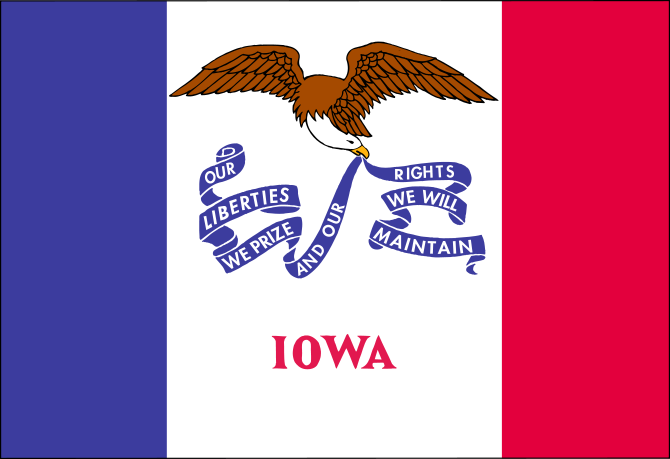 OUR
LIBERTIES
WE PRIZE
AND OUR
RIGHTS
WE WILL
MAINTAIN
IOWA